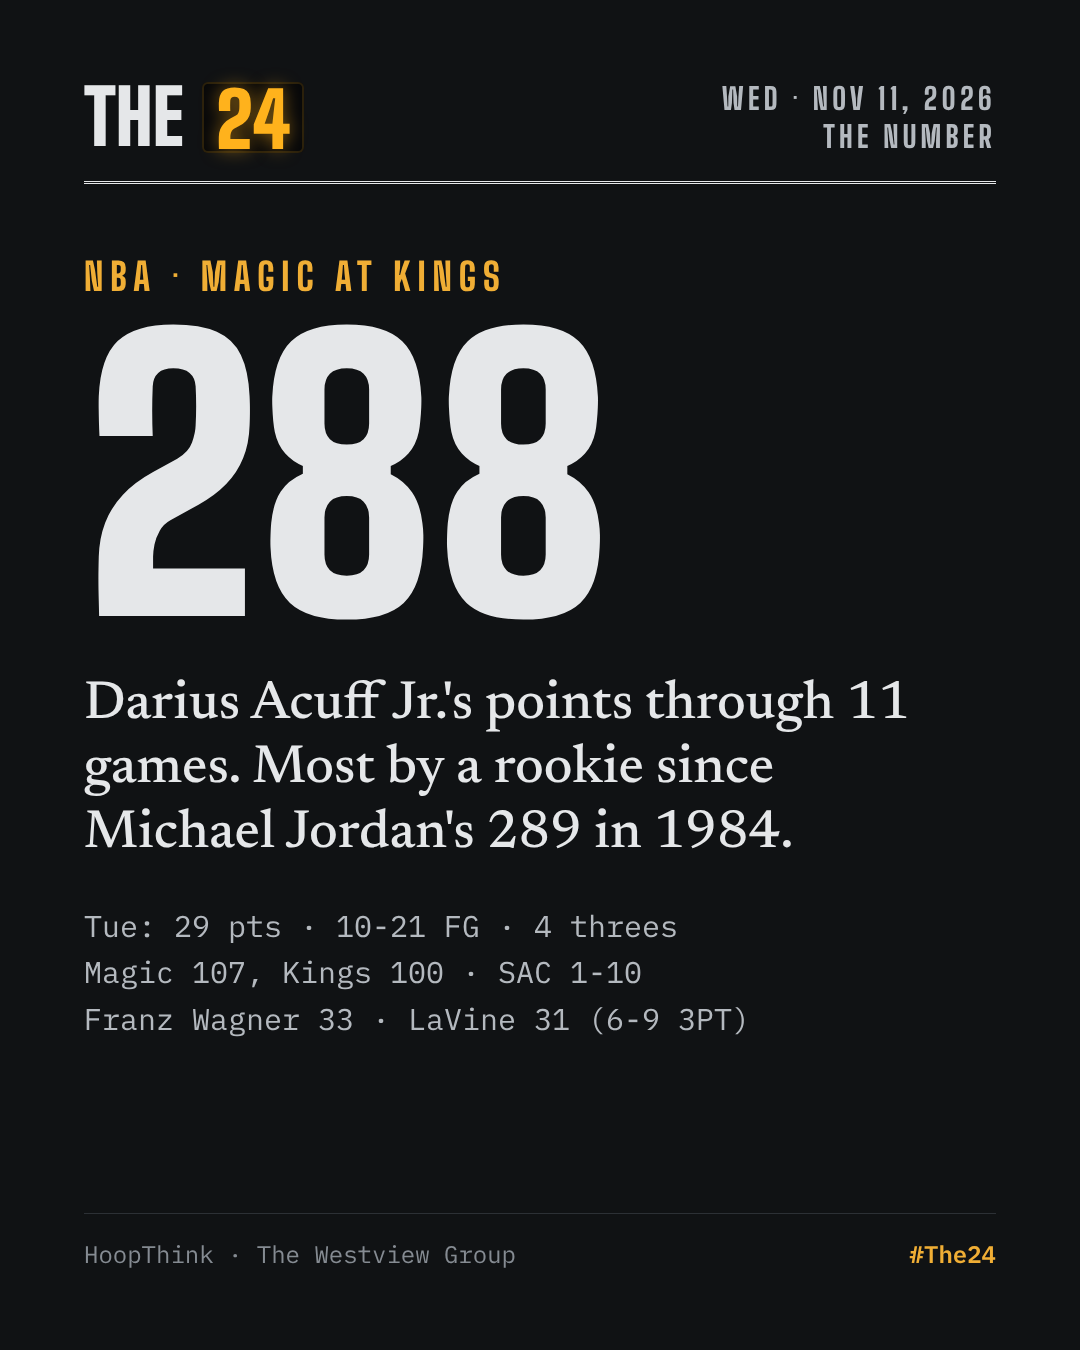 THE 24
WED · NOV 11, 2026
THE NUMBER
NBA · MAGIC AT KINGS
288
Darius Acuff Jr.'s points through 11
games. Most by a rookie since
Michael Jordan's 289 in 1984.
Tue: 29 pts · 10-21 FG · 4 threes
Magic 107, Kings 100 · SAC 1-10
Franz Wagner 33 · LaVine 31 (6-9 3PT)
HoopThink · The Westview Group
#The24